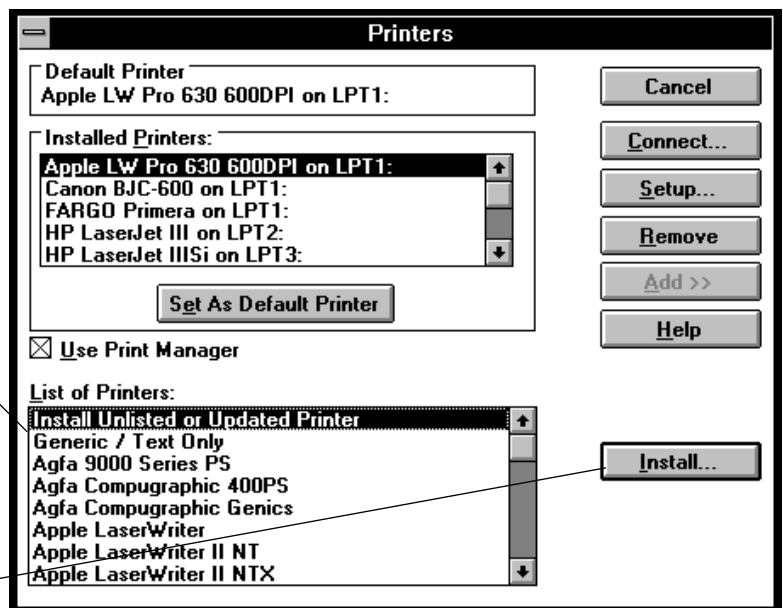 Printers
Default Printer
Apple LW Pro 630 600DPI on LPT1:
Cancel
Installed Printers:
Apple LW Pro 630 600DPI on LPT1:
Canon BJC-600 on LPT1:
FARGO Primera on LPT1:
HP LaserJet III on LPT2:
HP LaserJet IIISi on LPT3:
Set As Default Printer
Connect...
Setup...
Remove
Add >>
Help
Use Print Manager
List of Printers:
Install Unlisted or Updated Printer
Generic / Text Only
Agfa 9000 Series PS
Agfa Compugraphic 400PS
Agfa Compugraphic Genics
Apple LaserWriter
Apple LaserWriter II NT
Apple LaserWriter II NTX
Install...